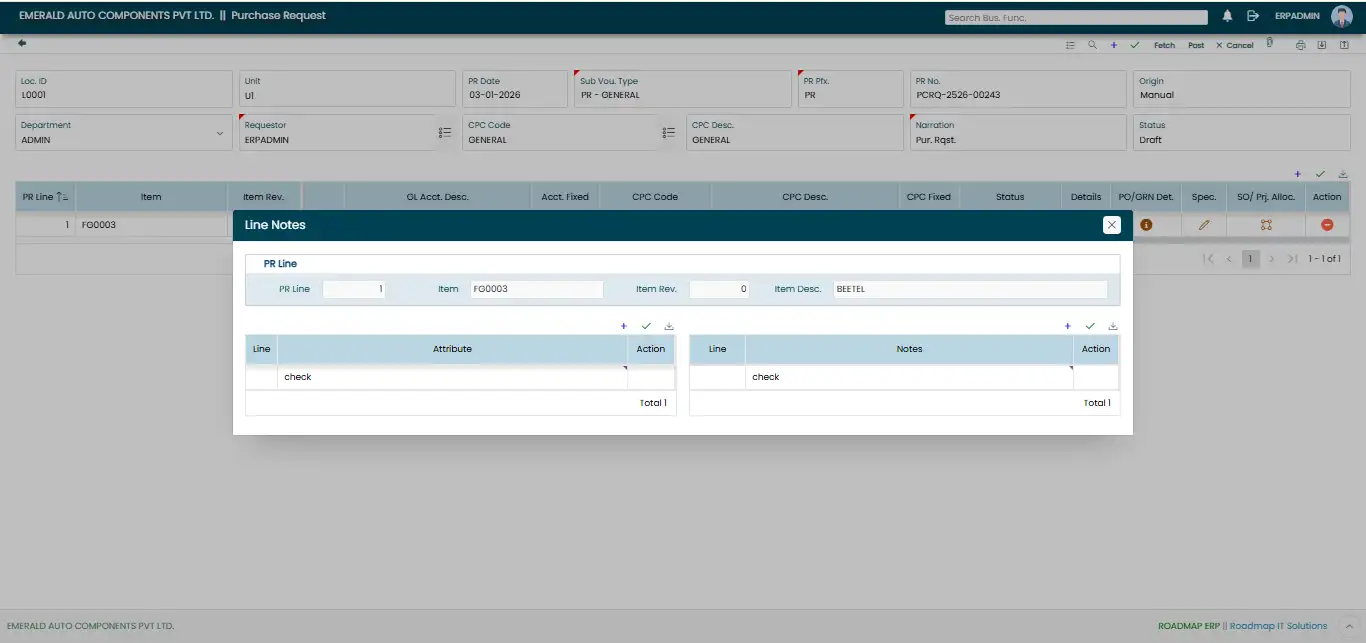 EMERALD AUTO COMPONENTS PVT LTD. || Purchase Request
Search Bus. Func.
ERPADMIN
Fetch Post × Cancel
Loc. ID Unit PR Date Sub Vou. Type PR Pfx. PR No. Origin
L0001 U1 03-01-2026 PR - GENERAL PR PCRQ-2526-00243 Manual
Department Requestor CPC Code CPC Desc. Narration Status
ADMIN ERPADMIN GENERAL GENERAL Pur. Rqst. Draft
PR Line Item Item Rev. GL Acct. Desc. Acct. Fixed CPC Code CPC Desc. CPC Fixed Status Details PO/GRN Det. Spec. SO/ Prj. Alloc. Action
1 FG0003
1 1 - 1 of 1
Line Notes
PR Line
PR Line 1 Item FG0003 Item Rev. 0 Item Desc. BEETEL
Line Attribute Action
check
Total 1
Line Notes Action
check
Total 1
EMERALD AUTO COMPONENTS PVT LTD.
ROADMAP ERP || Roadmap IT Solutions